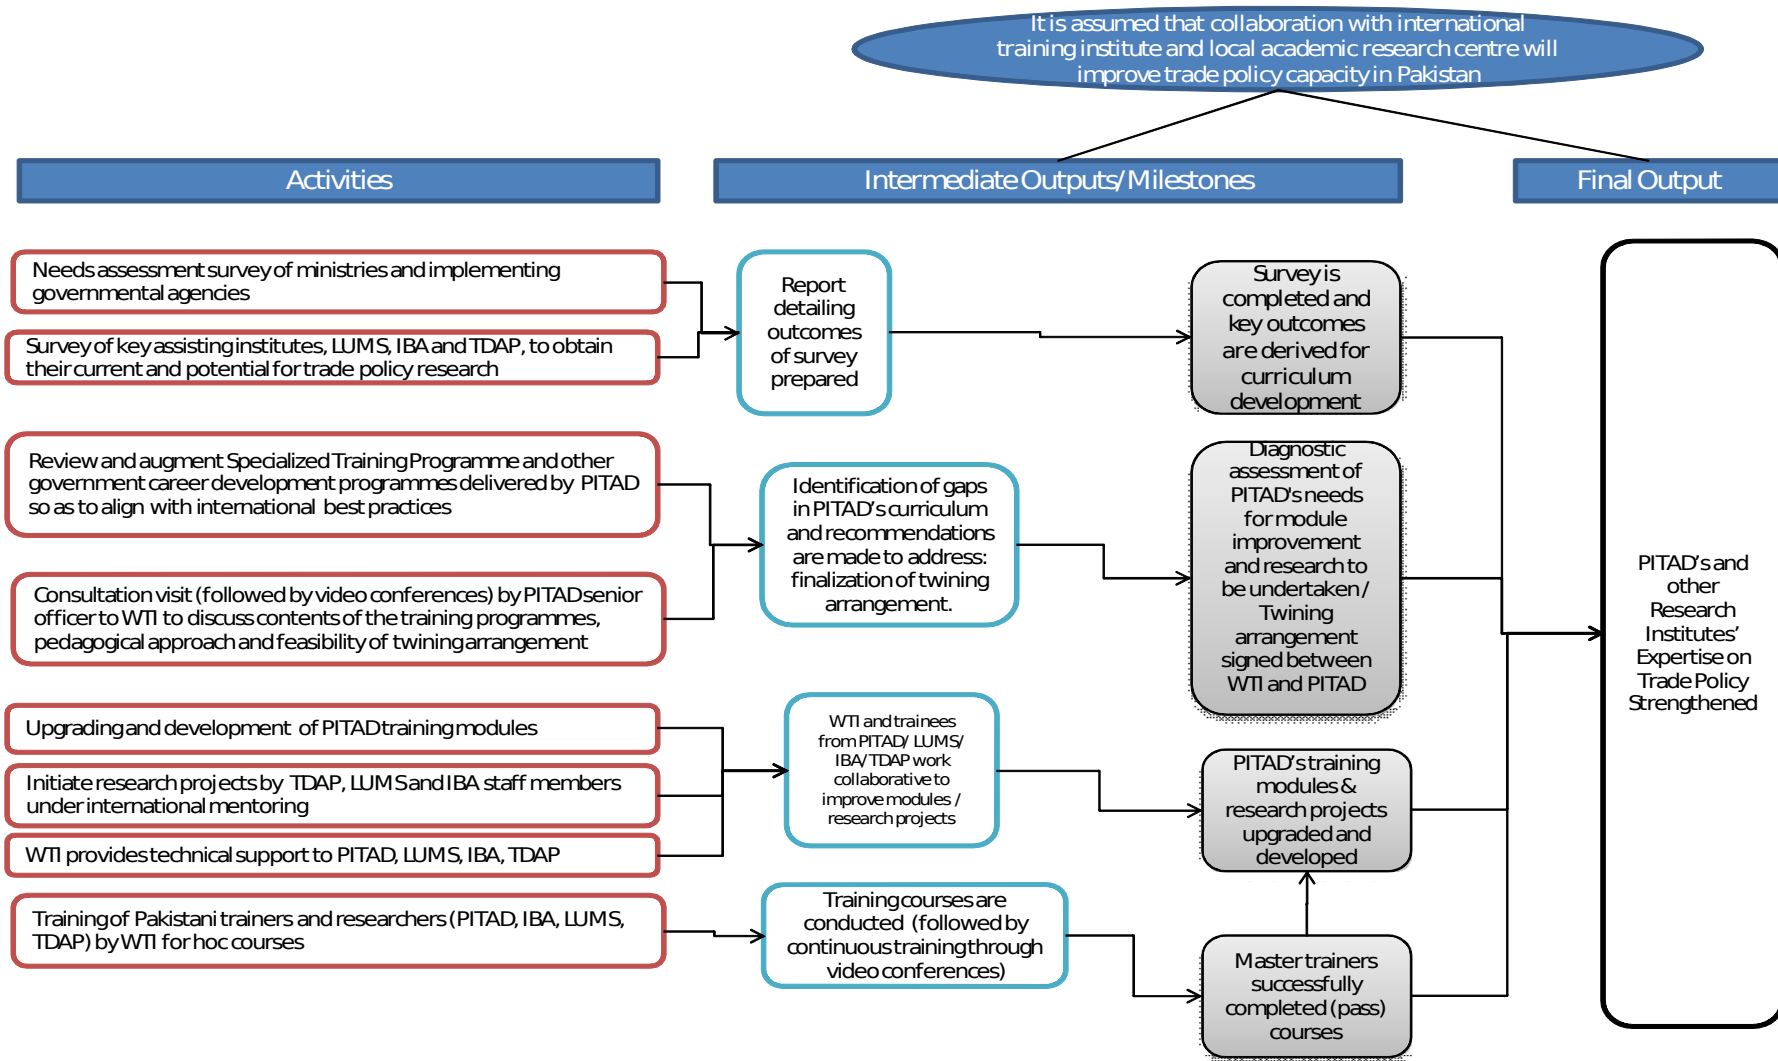 It is assumed that collaboration with international
training institute and local academic research centre will
improve trade policy capacity in Pakistan
Activities
Intermediate Outputs/Milestones
Final Output
Needs assessment survey of ministries and implementing
governmental agencies
Survey of key assisting institutes, LUMS, IBA and TDAP, to obtain
their current and potential for trade policy research
Report
detailing
outcomes
of survey
prepared
Survey is
completed and
key outcomes
are derived for
curriculum
development
Review and augment Specialized Training Programme and other
government career development programmes delivered by PITAD
so as to align with international best practices
Consultation visit (followed by video conferences) by PITAD senior
officer to WTI to discuss contents of the training programmes,
pedagogical approach and feasibility of twining arrangement
Identification of gaps
in PITAD's curriculum
and recommendations
are made to address:
finalization of twining
arrangement.
Diagnostic
assessment of
PITAD's needs
for module
improvement
and research to
be undertaken /
Twining
arrangement
signed between
WTI and PITAD
Upgrading and development of PITAD training modules
Initiate research projects by TDAP, LUMS and IBA staff members
under international mentoring
WTI provides technical support to PITAD, LUMS, IBA, TDAP
WTI and trainees
from PITAD/ LUMS/
IBA/TDAP work
collaborative to
improve modules /
research projects
PITAD's training
modules &
research projects
upgraded and
developed
Training of Pakistani trainers and researchers (PITAD, IBA, LUMS,
TDAP) by WTI for hoc courses
Training courses are
conducted (followed by
continuous training through
video conferences)
Master trainers
successfully
completed (pass)
courses
PITAD's and
other
Research
Institutes'
Expertise on
Trade Policy
Strengthened